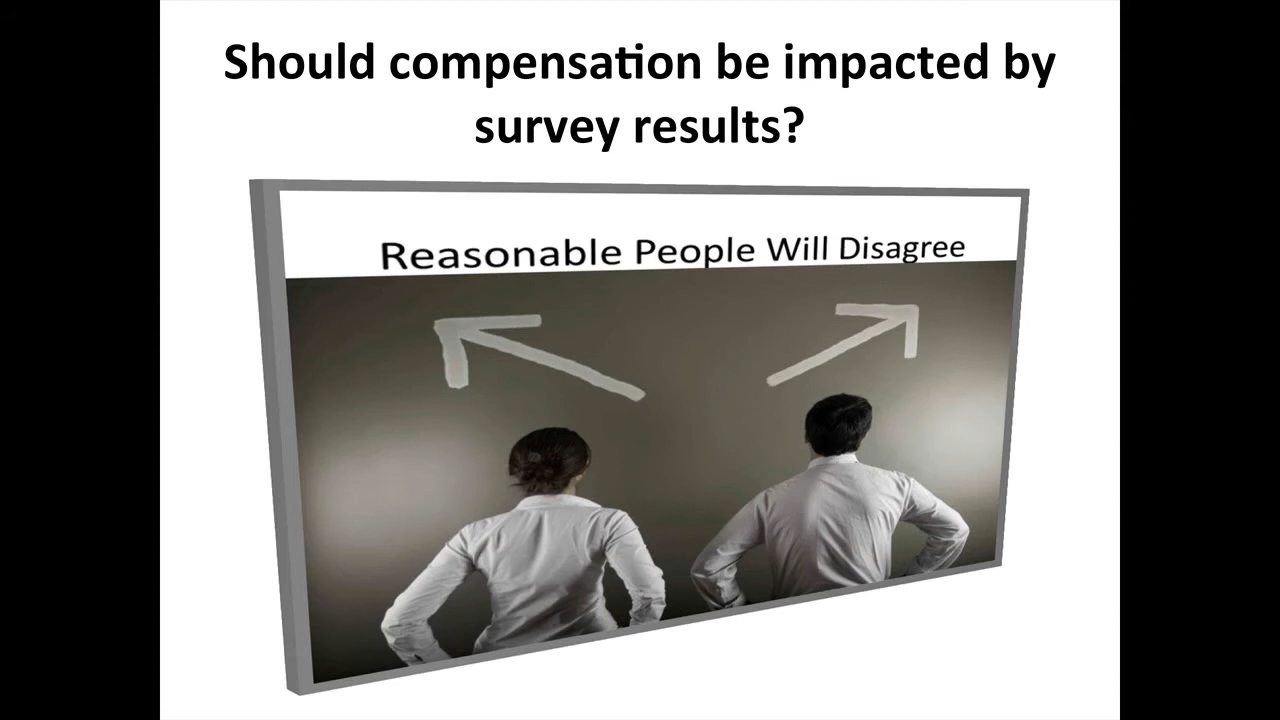 Should compensation be impacted by
survey results?
Reasonable People Will Disagree